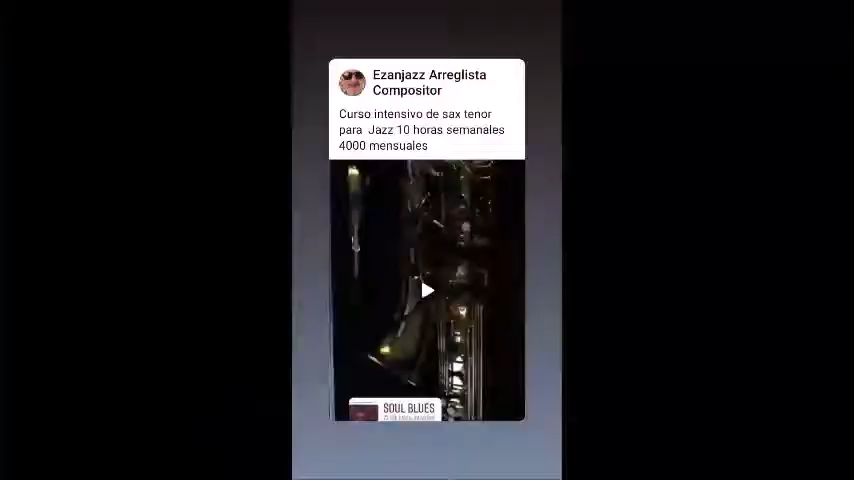 Ezanjazz Arreglista
Compositor
Curso intensivo de sax tenor
para Jazz 10 horas semanales
4000 mensuales
SOUL BLUES